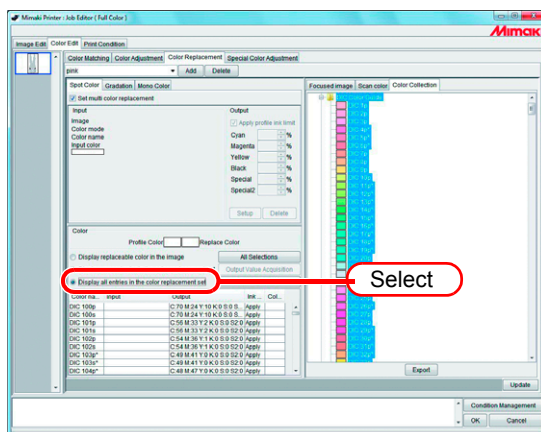 Mimaki Printer : Job Editor ( Full Color )
Mimaki
Image Edit Color Edit Print Condition
Color Matching Color Adjustment Color Replacement Special Color Adjustment
pink Add Delete
Spot Color Gradation Mono Color
Focused image Scan color Color Collection
Set multi color replacement
Input
Output
Image
Apply profile ink limit
Color mode
Color name
Input color
Cyan %
Magenta %
Yellow %
Black %
Special %
Special2 %
Setup Delete
Color
Profile Color Replace Color
Display replaceable color in the image
All Selections
Output Value Acquisition
Display all entries in the color replacement set
Select
Color na... Input Output Ink ... Col...
DIC 100p C:70 M:24 Y:10 K:0 S:0 S... Apply
DIC 100s C:70 M:24 Y:10 K:0 S:0 S... Apply
DIC 101p C:56 M:33 Y:2 K:0 S:0 S2:0 Apply
DIC 101s C:56 M:33 Y:2 K:0 S:0 S2:0 Apply
DIC 102p C:54 M:36 Y:1 K:0 S:0 S2:0 Apply
DIC 102s C:54 M:36 Y:1 K:0 S:0 S2:0 Apply
DIC 103p* C:49 M:41 Y:0 K:0 S:0 S2:0 Apply
DIC 103s* C:49 M:41 Y:0 K:0 S:0 S2:0 Apply
DIC 104p* C:48 M:47 Y:0 K:0 S:0 S2:0 Apply
Export
Update
Condition Management
OK Cancel